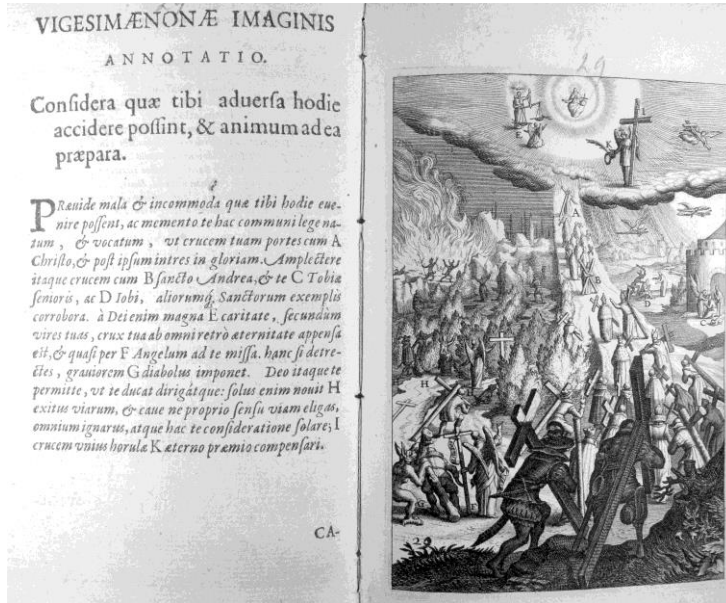 VIGESIMÆNONÆ IMAGINIS
ANNOTATIO.
Conſidera quæ tibi aduerſa hodie
accidere poſſint, & animum ad ea
præpara.
PRæuide mala & incommoda quæ tibi hodie eue-
nire poſſent, ac memento te hac communi lege na-
tum, & vocatum, vt crucem tuam portes cum A
Chriſto, & poſt ipſum intres in gloriam. Amplectere
itaque crucem cum B ſancto Andrea, & te C Tobiæ
ſenioris, ac D Iobi, aliorumq; Sanctorum exemplis
corrobora. à Dei enim magna E caritate, ſecundùm
vires tuas, crux tua ab omni retrò æternitate appenſa
eſt, & quaſi per F Angelum ad te miſſa. hanc ſi detre-
ctes, grauiorem G diabolus imponet. Deo itaque te
permitte, vt te ducat dirigátque: ſolus enim nouit H
exitus viarum, & caue ne proprio ſenſu viam eligas,
omnium ignarus, atque hac te conſideratione ſolare; I
crucem vnius horulæ K æterno præmio compenſari.
CA-
29
A
B
D
H
29